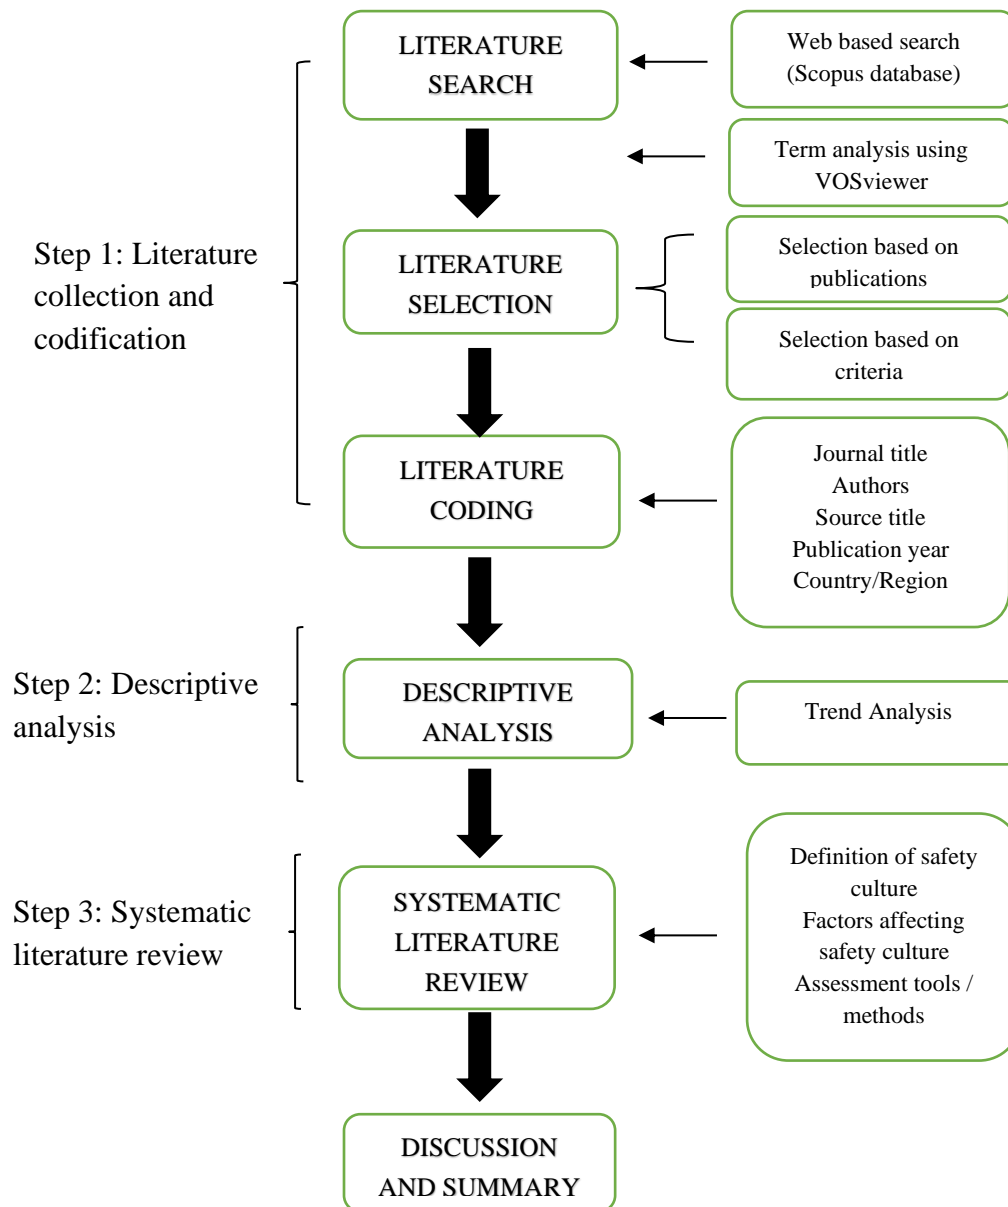 LITERATURE
SEARCH
Web based search
(Scopus database)
Term analysis using
VOSviewer
Step 1: Literature
collection and
codification
LITERATURE
SELECTION
Selection based on
publications
Selection based on
criteria
LITERATURE
CODING
Journal title
Authors
Source title
Publication year
Country/Region
Step 2: Descriptive
analysis
DESCRIPTIVE
ANALYSIS
Trend Analysis
Step 3: Systematic
literature review
SYSTEMATIC
LITERATURE
REVIEW
Definition of safety
culture
Factors affecting
safety culture
Assessment tools /
methods
DISCUSSION
AND SUMMARY